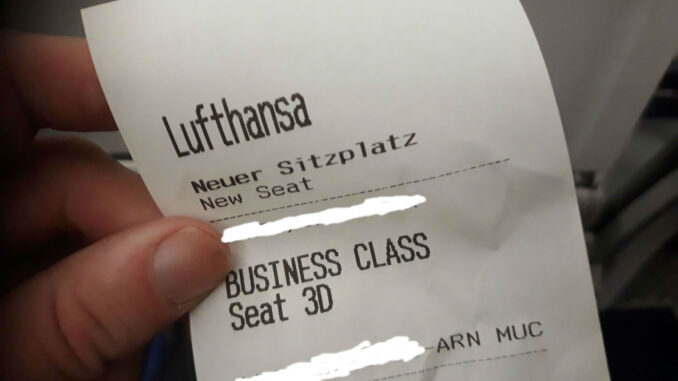 Lufthansa
Neuer Sitzplatz
New Seat
BUSINESS CLASS
Seat 3D
ARN MUC